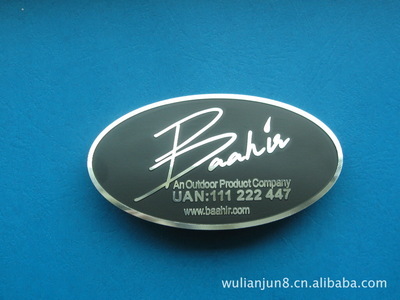 Baahir
An Outdoor Product Company
UAN:111 222 447
www.baahir.com
wulianjun8.cn.alibaba.com